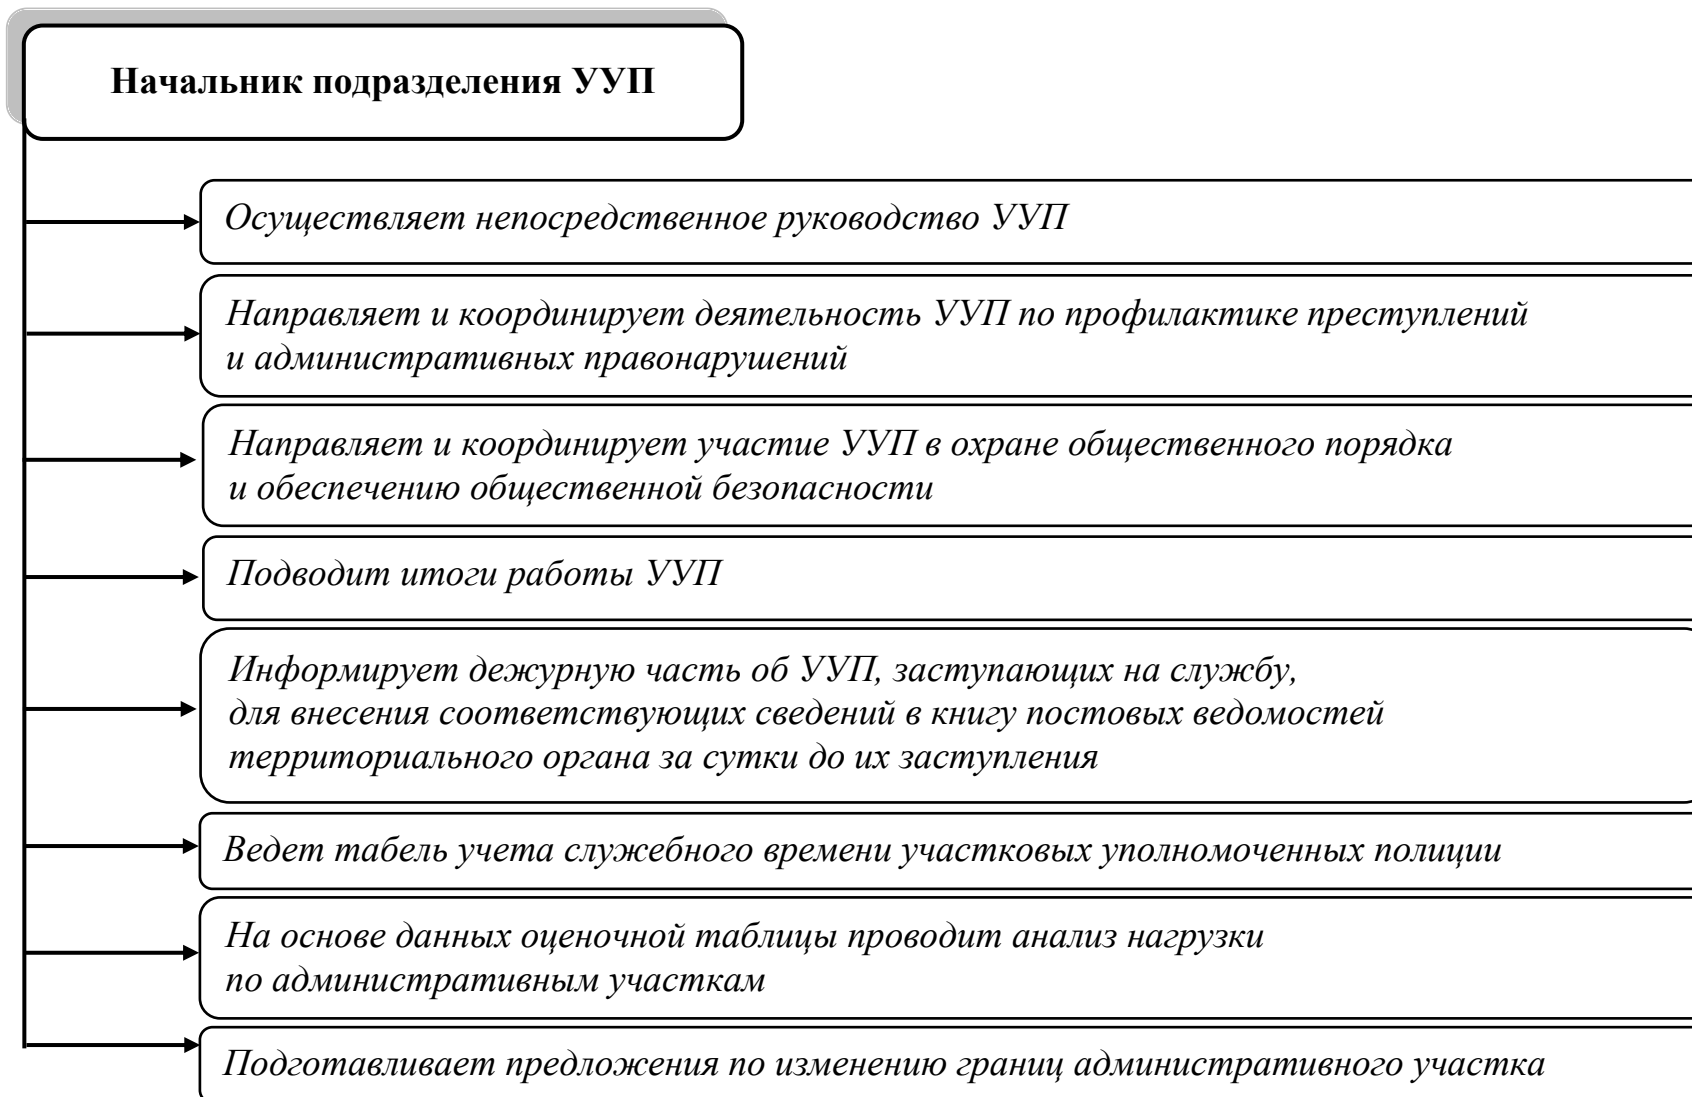 Начальник подразделения УУП
Осуществляет непосредственное руководство УУП
Направляет и координирует деятельность УУП по профилактике преступлений
и административных правонарушений
Направляет и координирует участие УУП в охране общественного порядка
и обеспечению общественной безопасности
Подводит итоги работы УУП
Информирует дежурную часть об УУП, заступающих на службу,
для внесения соответствующих сведений в книгу постовых ведомостей
территориального органа за сутки до их заступления
Ведет табель учета служебного времени участковых уполномоченных полиции
На основе данных оценочной таблицы проводит анализ нагрузки
по административным участкам
Подготавливает предложения по изменению границ административного участка